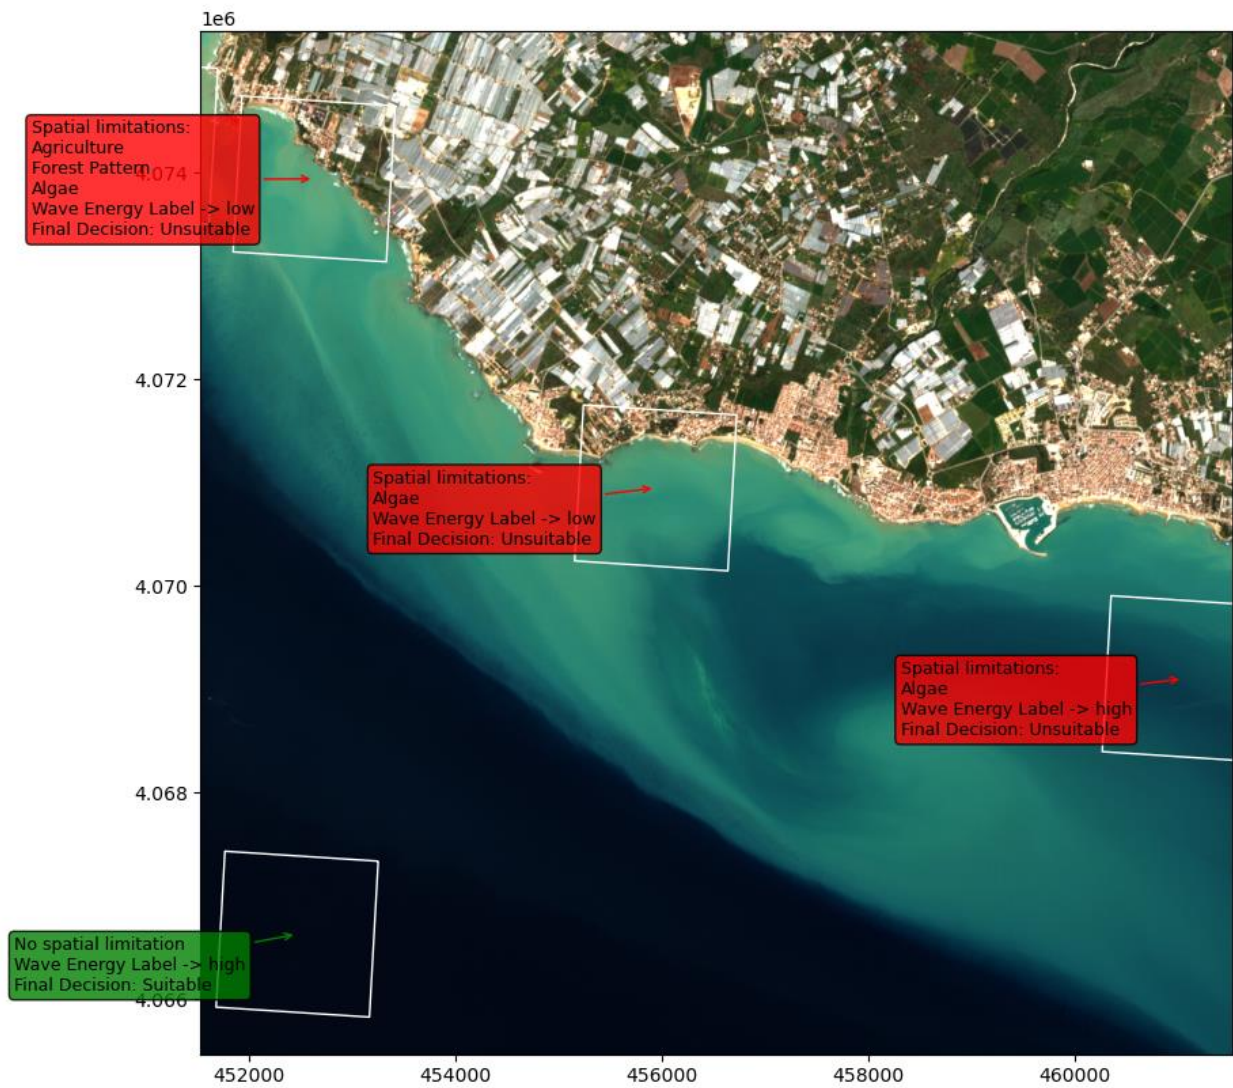 1e6
Spatial limitations:
Agriculture
Forest Pattern
Algae
Wave Energy Label -> low
Final Decision: Unsuitable
4.074
4.072
Spatial limitations:
Algae
Wave Energy Label -> low
Final Decision: Unsuitable
4.070
Spatial limitations:
Algae
Wave Energy Label -> high
Final Decision: Unsuitable
4.068
No spatial limitation
Wave Energy Label -> high
Final Decision: Suitable
4.066
452000 454000 456000 458000 460000